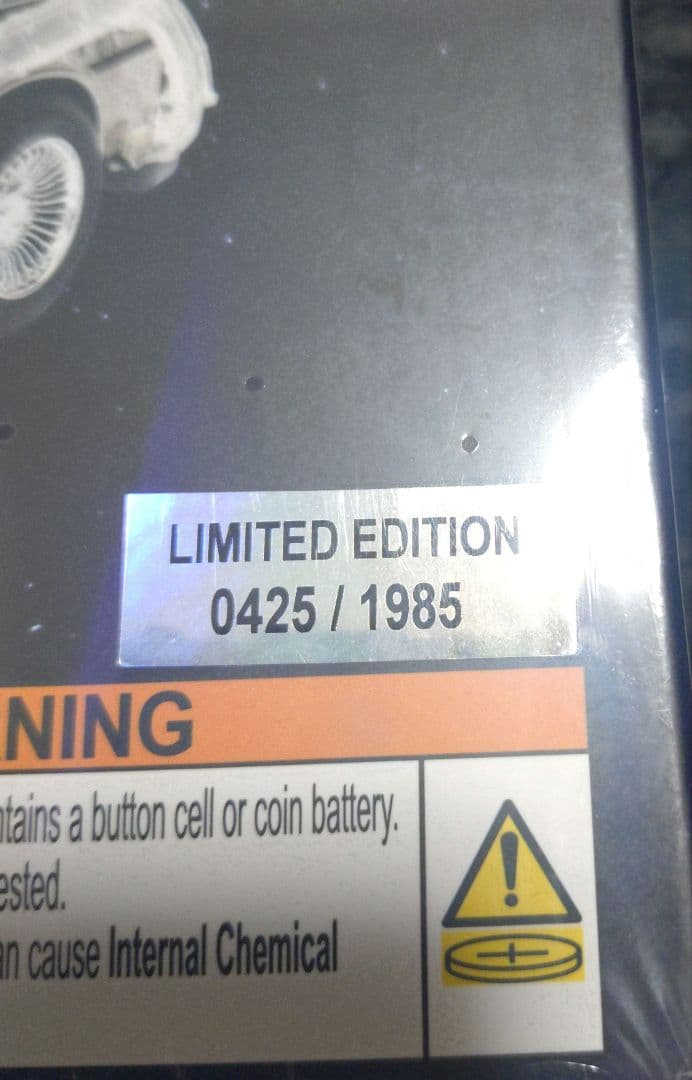 LIMITED EDITION
0425 / 1985
NING
tains a button cell or coin battery.
ested.
an cause Internal Chemical